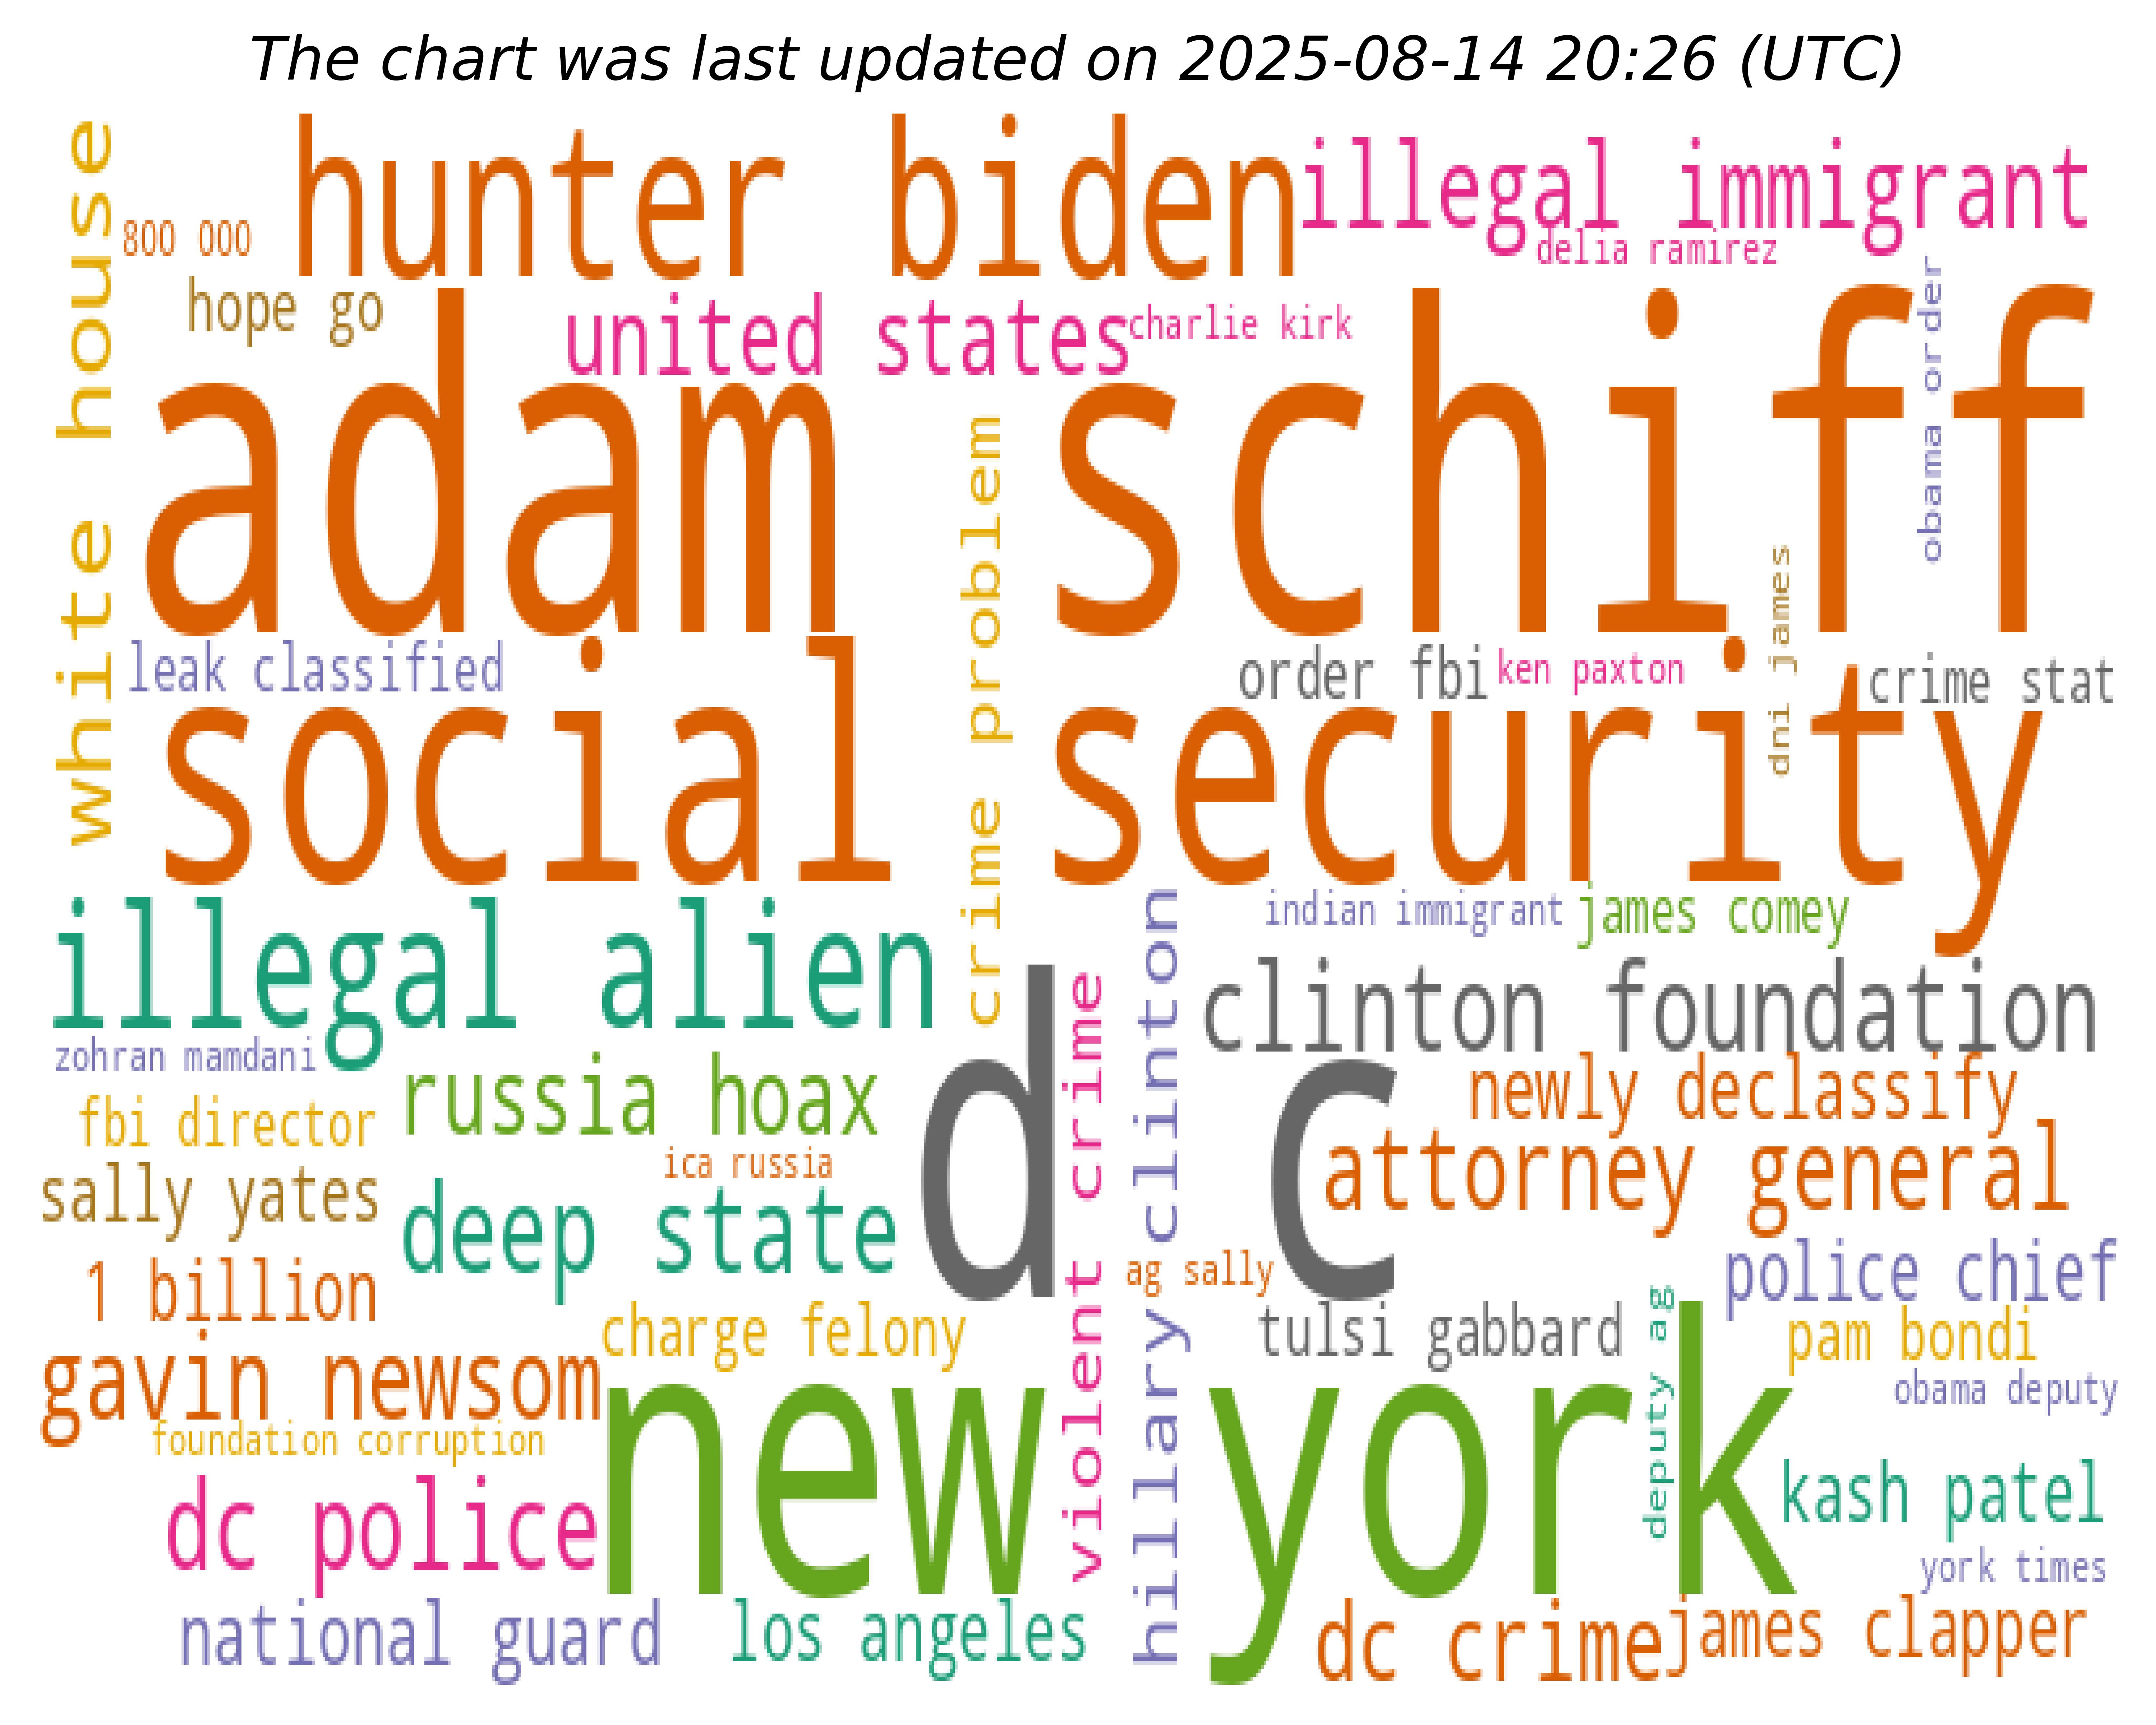 The chart was last updated on 2025-08-14 20:26 (UTC)
white house
hunter biden
illegal immigrant
800 000
delia ramirez
hope go
united states
charlie kirk
obama order
adam schiff
crime problem
dni james
leak classified
order fbi
ken paxton
crime stat
social security
indian immigrant
james comey
illegal alien
hillary clinton
clinton foundation
violent crime
d c
zohran mamdani
russia hoax
newly declassify
fbi director
attorney general
ica russia
sally yates
deep state
ag sally
police chief
1 billion
charge felony
tulsi gabbard
deputy ag
pam bondi
gavin newsom
obama deputy
foundation corruption
new york
kash patel
dc police
york times
national guard
los angeles
dc crime
james clapper